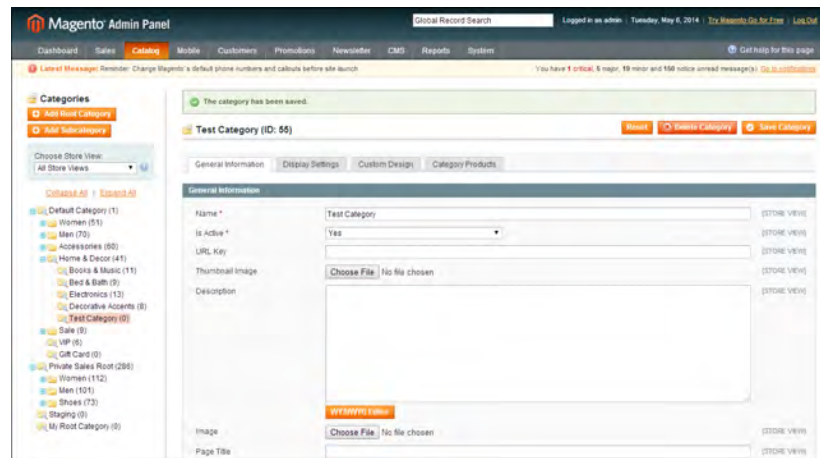 Magento Admin Panel
Global Record Search
Logged in as admin | Tuesday, May 6, 2014 | Try Magento Go for Free | Log Out
Dashboard Sales Catalog Mobile Customers Promotions Newsletter CMS Reports System
Get help for this page
Latest Message: Reminder: Change Magento's default phone numbers and callouts before site launch
You have 1 critical, 5 major, 19 minor and 150 notice unread message(s). Go to notifications
Categories
Add Root Category
Add Subcategory
Choose Store View:
All Store Views
Collapse All | Expand All
Default Category (1)
Women (51)
Men (70)
Accessories (60)
Home & Decor (41)
Books & Music (11)
Bed & Bath (9)
Electronics (13)
Decorative Accents (8)
Test Category (0)
Sale (9)
VIP (6)
Gift Card (0)
Private Sales Root (286)
Women (112)
Men (101)
Shoes (73)
Staging (0)
My Root Category (0)
The category has been saved.
Test Category (ID: 55)
Reset
Delete Category
Save Category
General Information
Display Settings
Custom Design
Category Products
General Information
Name *
Test Category
[STORE VIEW]
Is Active *
Yes
[STORE VIEW]
URL Key
[STORE VIEW]
Thumbnail Image
Choose File No file chosen
[STORE VIEW]
Description
[STORE VIEW]
WYSIWYG Editor
Image
Choose File No file chosen
[STORE VIEW]
Page Title
[STORE VIEW]